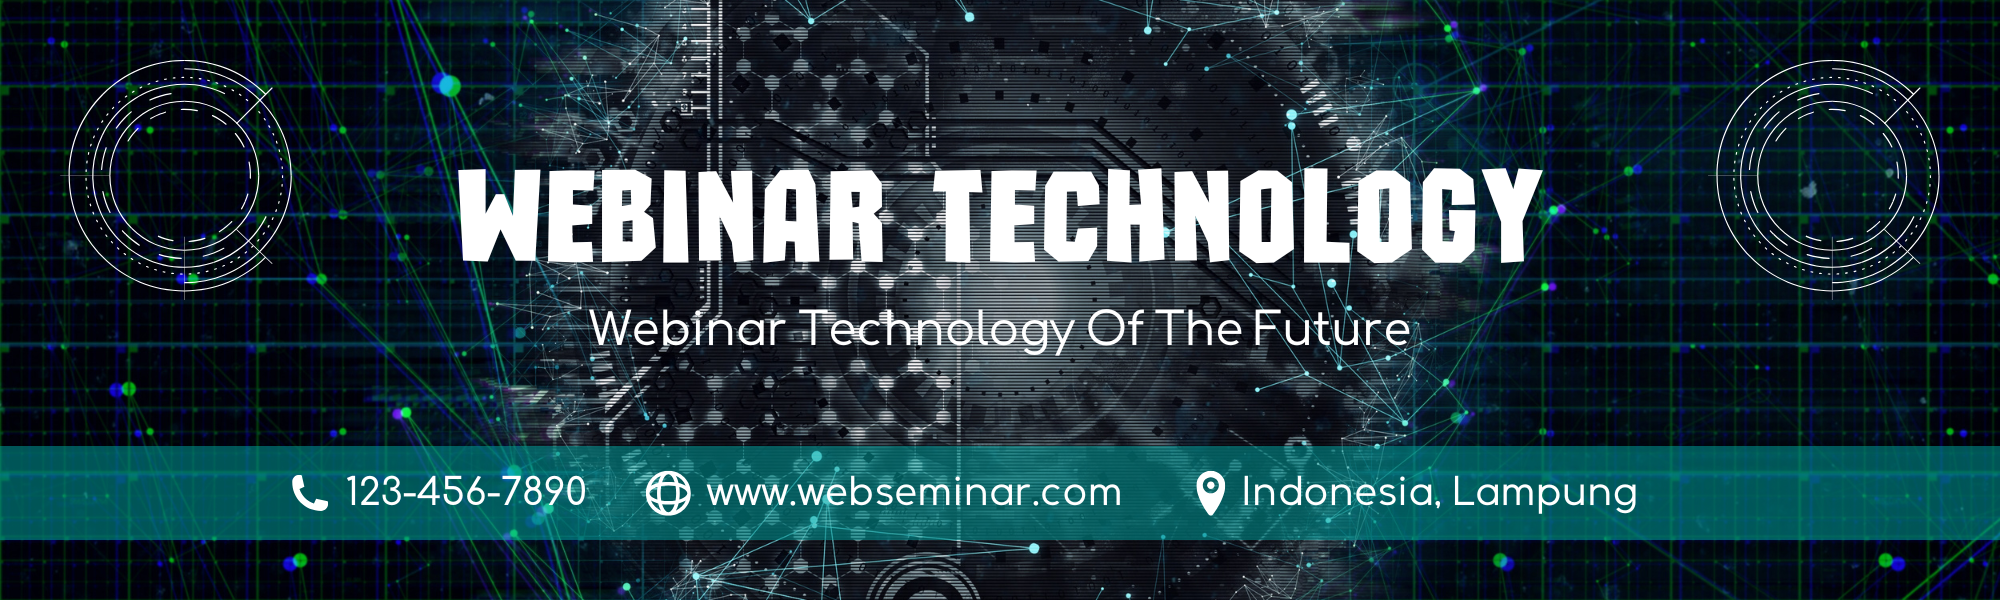 WEBINAR TECHNOLOGY
Webinar Technology Of The Future
123-456-7890 www.webseminar.com Indonesia, Lampung